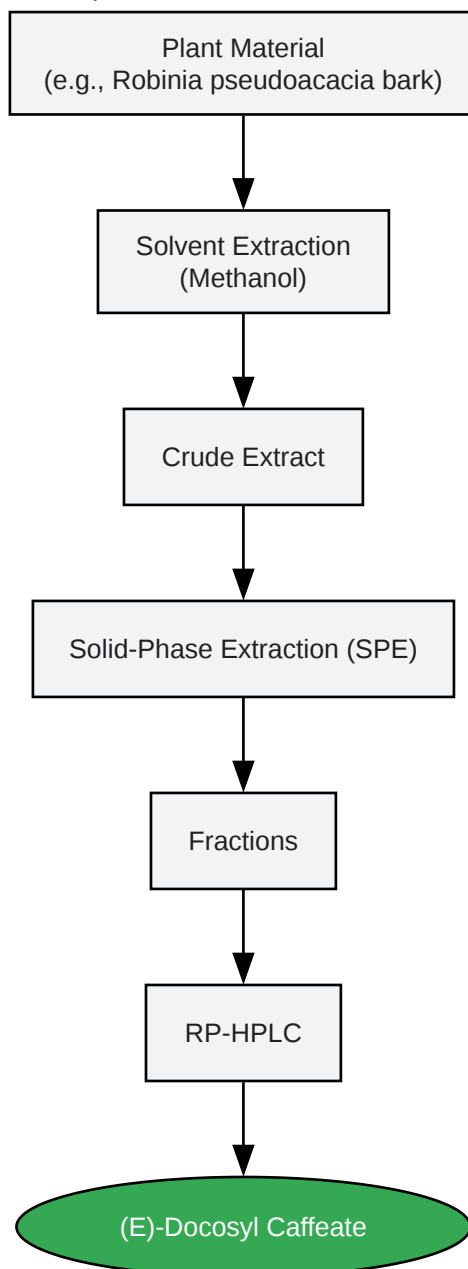 Plant Material
(e.g., Robinia pseudoacacia bark)
Solvent Extraction
(Methanol)
Crude Extract
Solid-Phase Extraction (SPE)
Fractions
RP-HPLC
(E)-Docosyl Caffeate